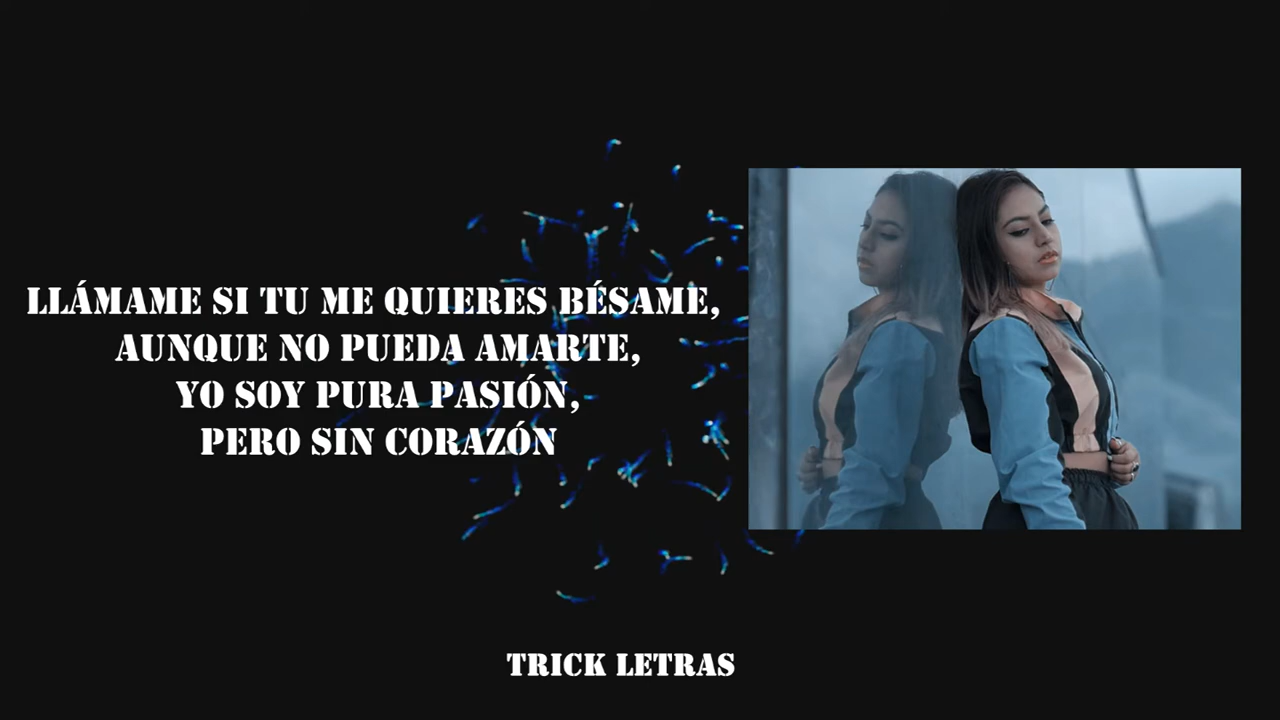 LLÁMAME SI TU ME QUIERES BÉSAME,
AUNQUE NO PUEDA AMARTE,
YO SOY PURA PASIÓN,
PERO SIN CORAZÓN
TRICK LETRAS